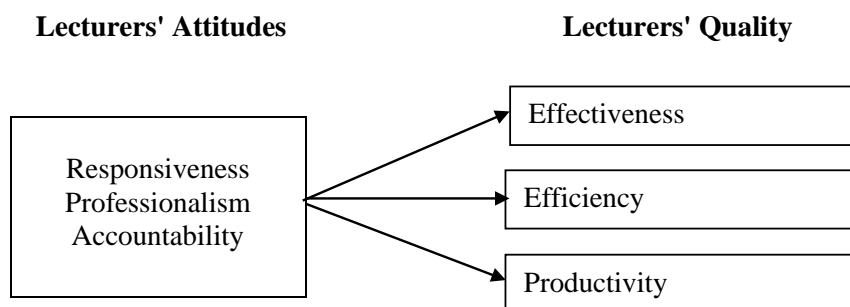 Lecturers' Attitudes
Lecturers' Quality
Responsiveness
Professionalism
Accountability
Effectiveness
Efficiency
Productivity